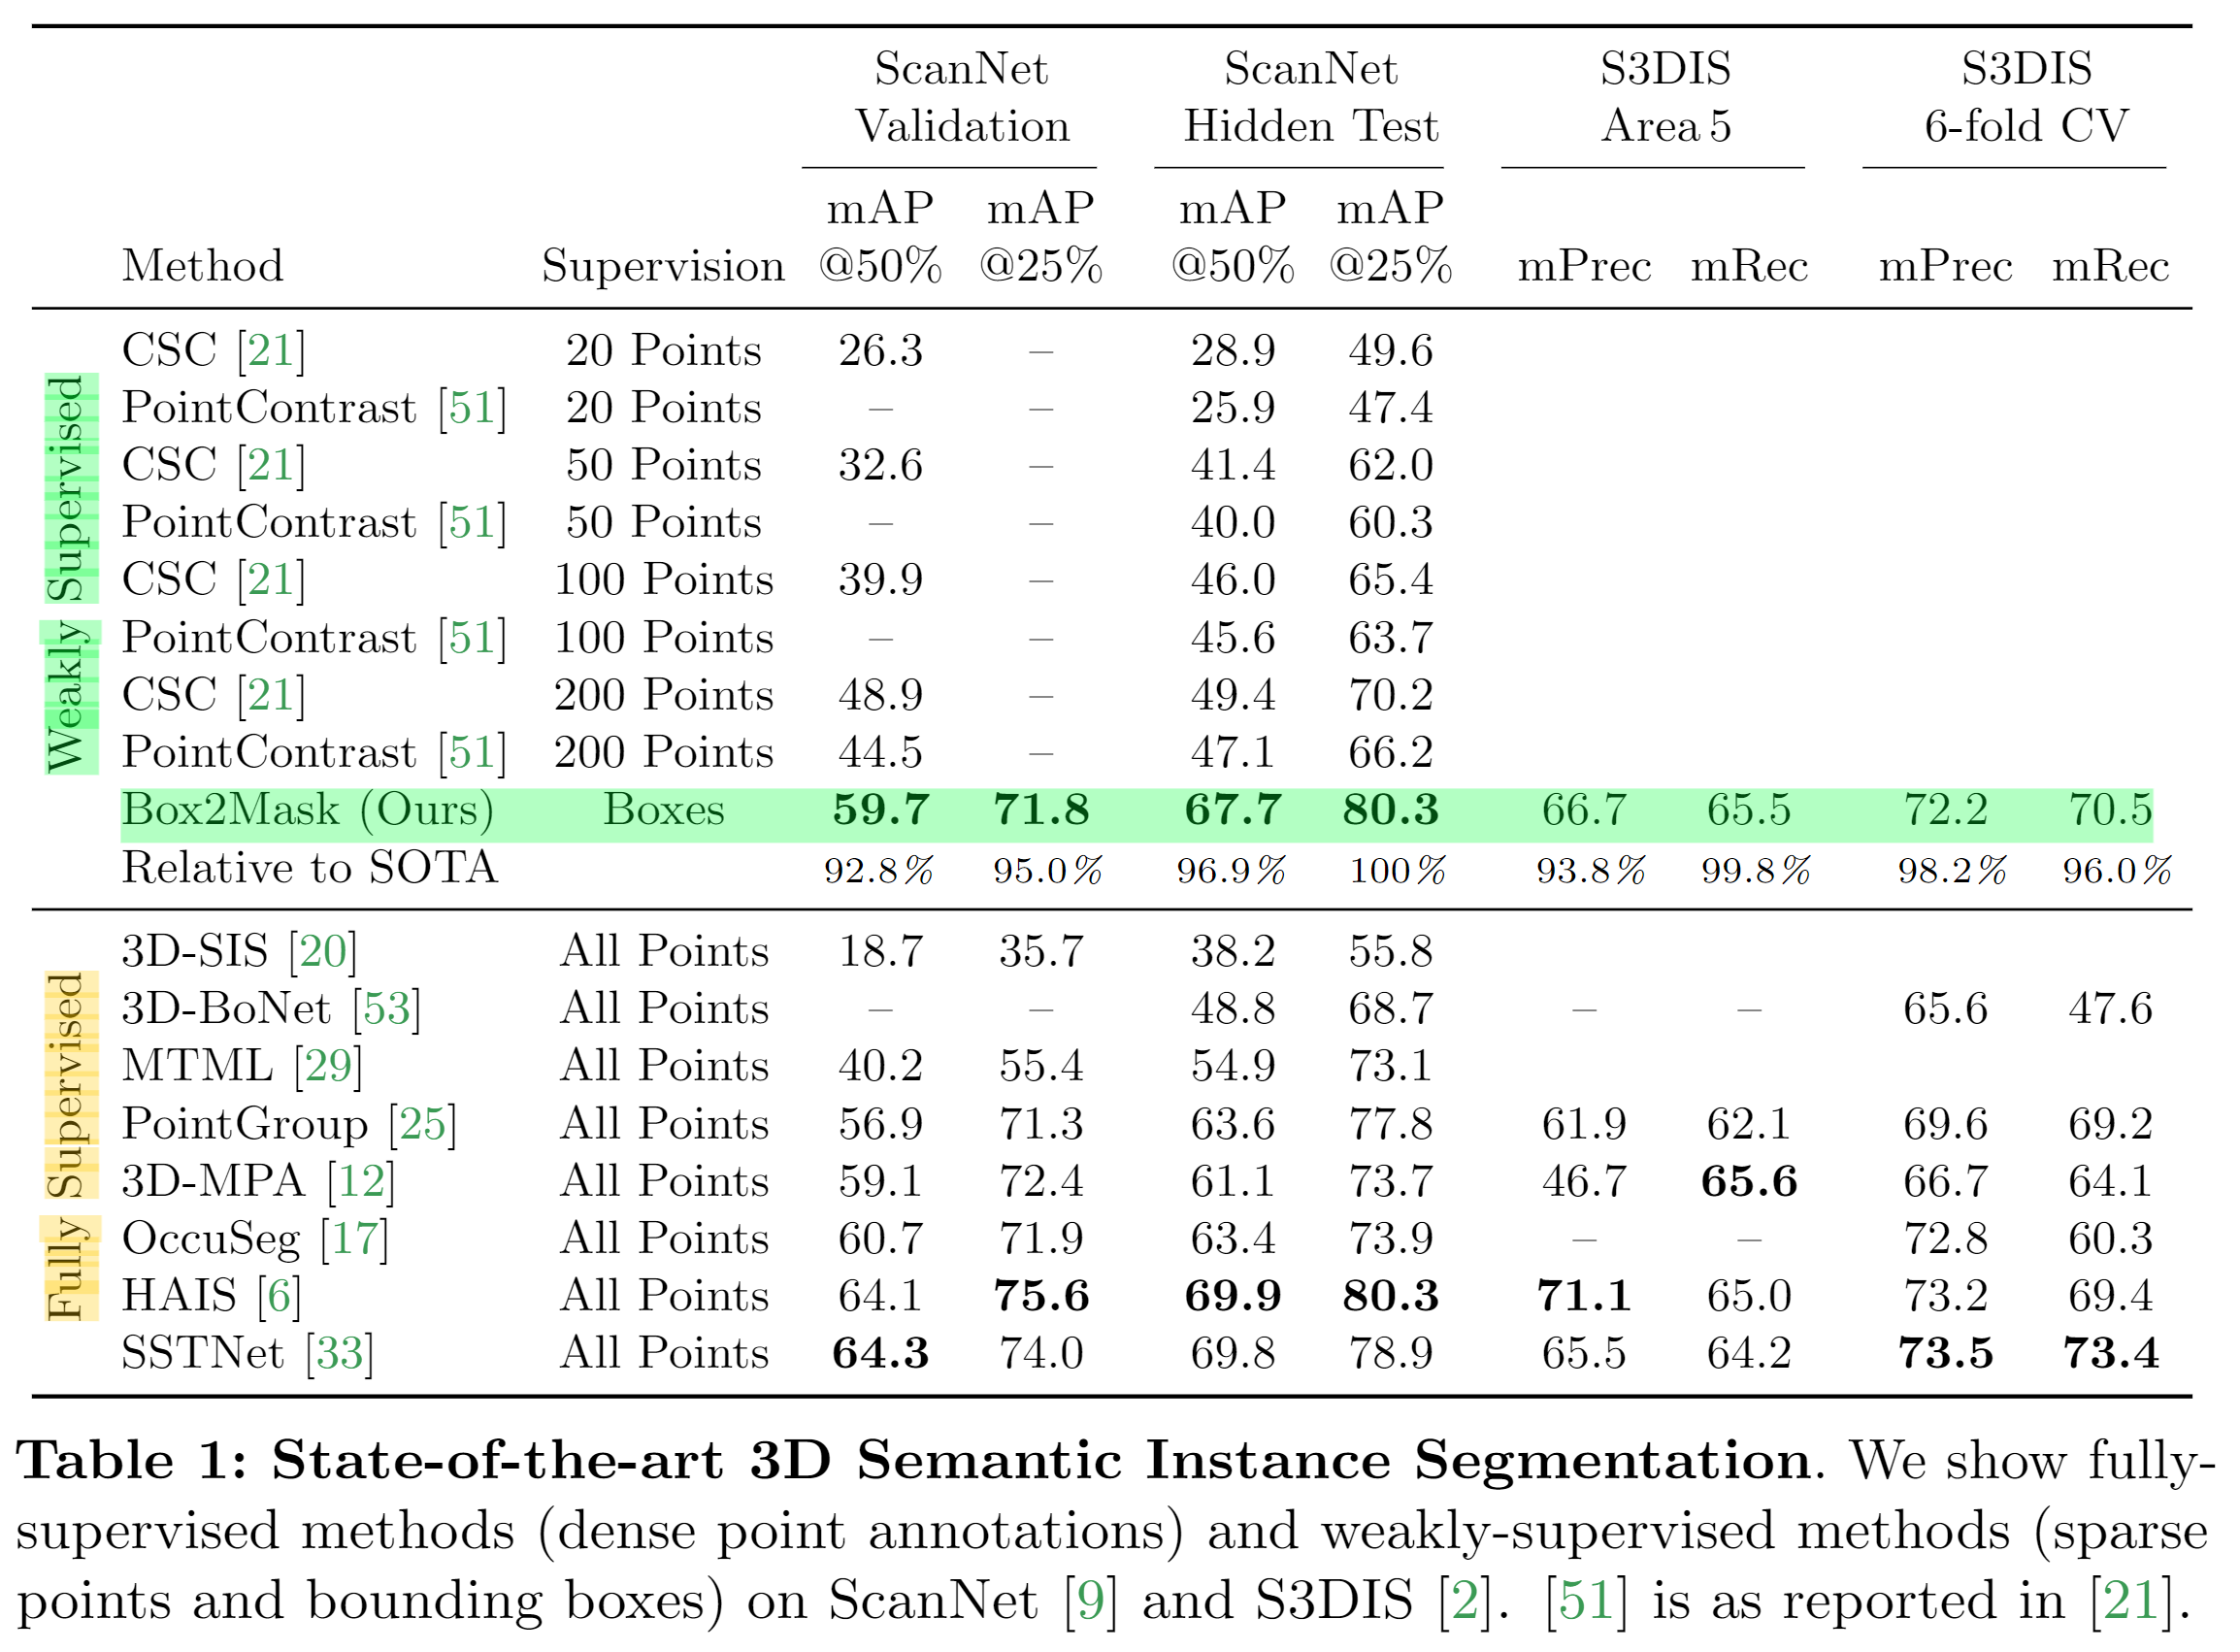 ScanNet ScanNet S3DIS S3DIS
Validation Hidden Test Area 5 6-fold CV
mAP mAP mAP mAP
Method Supervision @50% @25% @50% @25% mPrec mRec mPrec mRec
Weakly Supervised
CSC [21] 20 Points 26.3 – 28.9 49.6
PointContrast [51] 20 Points – – 25.9 47.4
CSC [21] 50 Points 32.6 – 41.4 62.0
PointContrast [51] 50 Points – – 40.0 60.3
CSC [21] 100 Points 39.9 – 46.0 65.4
PointContrast [51] 100 Points – – 45.6 63.7
CSC [21] 200 Points 48.9 – 49.4 70.2
PointContrast [51] 200 Points 44.5 – 47.1 66.2
Box2Mask (Ours) Boxes 59.7 71.8 67.7 80.3 66.7 65.5 72.2 70.5
Relative to SOTA 92.8% 95.0% 96.9% 100% 93.8% 99.8% 98.2% 96.0%
Fully Supervised
3D-SIS [20] All Points 18.7 35.7 38.2 55.8
3D-BoNet [53] All Points – – 48.8 68.7 – – 65.6 47.6
MTML [29] All Points 40.2 55.4 54.9 73.1
PointGroup [25] All Points 56.9 71.3 63.6 77.8 61.9 62.1 69.6 69.2
3D-MPA [12] All Points 59.1 72.4 61.1 73.7 46.7 65.6 66.7 64.1
OccuSeg [17] All Points 60.7 71.9 63.4 73.9 – – 72.8 60.3
HAIS [6] All Points 64.1 75.6 69.9 80.3 71.1 65.0 73.2 69.4
SSTNet [33] All Points 64.3 74.0 69.8 78.9 65.5 64.2 73.5 73.4
Table 1: State-of-the-art 3D Semantic Instance Segmentation. We show fully-
supervised methods (dense point annotations) and weakly-supervised methods (sparse
points and bounding boxes) on ScanNet [9] and S3DIS [2]. [51] is as reported in [21].